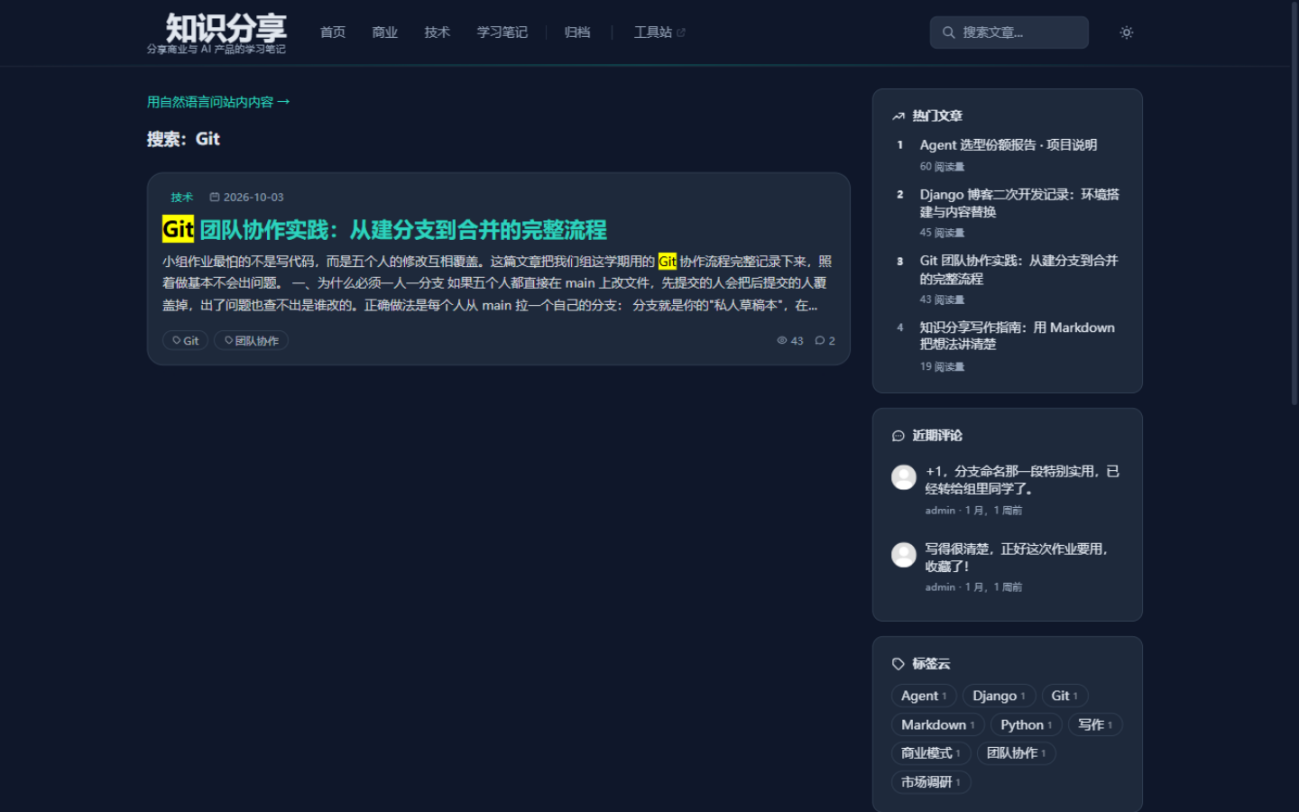 知识分享
分享商业与 AI 产品的学习笔记
首页
商业
技术
学习笔记
归档
工具站
搜索文章...
用自然语言问站内内容 →
搜索：Git
技术
2026-10-03
Git 团队协作实践：从建分支到合并的完整流程
小组作业最怕的不是写代码，而是五个人的修改互相覆盖。这篇文章把我们组这学期用的 Git 协作流程完整记录下来，照
着做基本不会出问题。 一、为什么必须一人一分支 如果五个人都直接在 main 上改文件，先提交的人会把后提交的人覆
盖掉，出了问题也查不出是谁改的。正确做法是每个人从 main 拉一个自己的分支： 分支就是你的"私人草稿本"，在...
Git
团队协作
43
2
热门文章
1
Agent 选型份额报告 · 项目说明
60 阅读量
2
Django 博客二次开发记录：环境搭
建与内容替换
45 阅读量
3
Git 团队协作实践：从建分支到合并
的完整流程
43 阅读量
4
知识分享写作指南：用 Markdown
把想法讲清楚
19 阅读量
近期评论
+1，分支命名那一段特别实用，已
经转给组里同学了。
admin · 1 月，1 周前
写得很清楚，正好这次作业要用，
收藏了！
admin · 1 月，1 周前
标签云
Agent 1
Django 1
Git 1
Markdown 1
Python 1
写作 1
商业模式 1
团队协作 1
市场调研 1